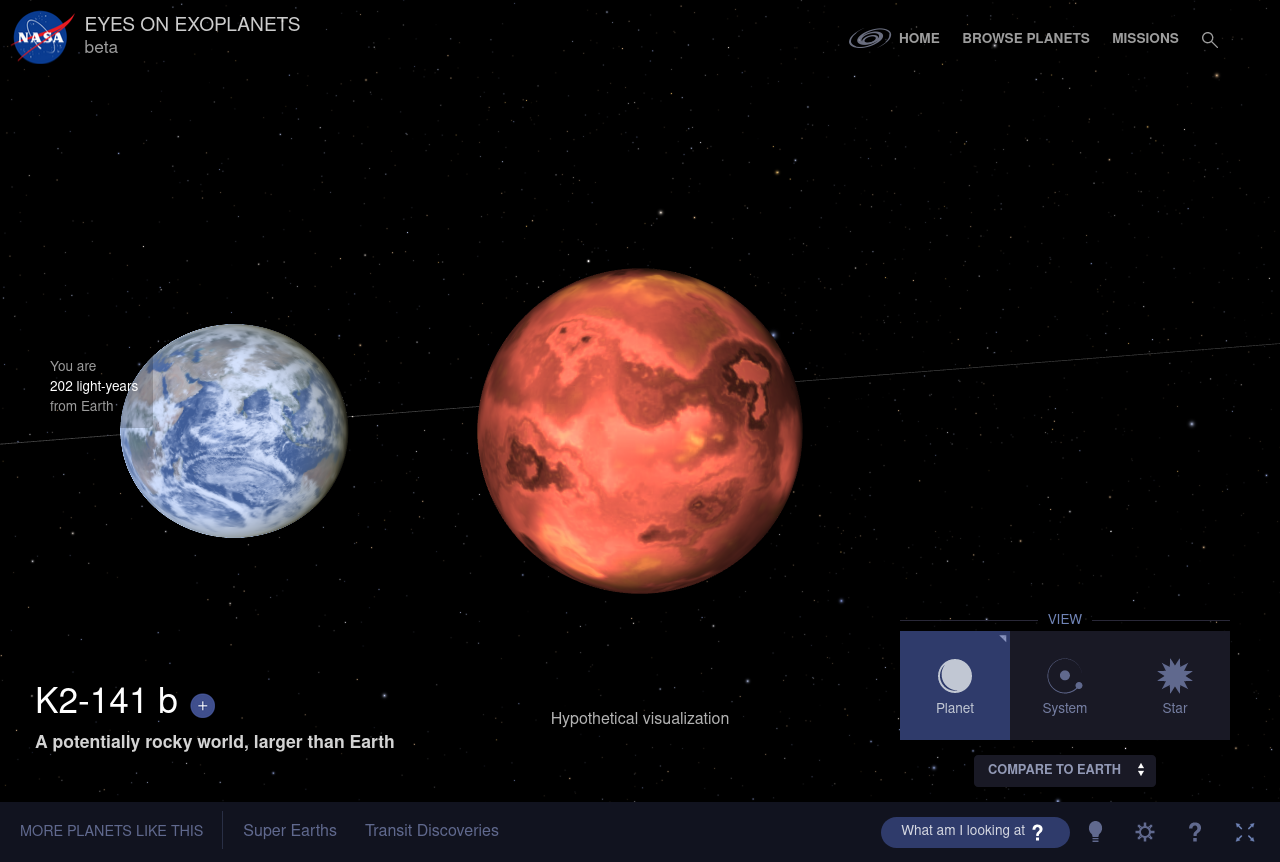 NASA
EYES ON EXOPLANETS
beta
HOME
BROWSE PLANETS
MISSIONS
You are
202 light-years
from Earth
VIEW
Planet
System
Star
K2-141 b +
A potentially rocky world, larger than Earth
Hypothetical visualization
COMPARE TO EARTH
MORE PLANETS LIKE THIS
Super Earths
Transit Discoveries
What am I looking at ?
?